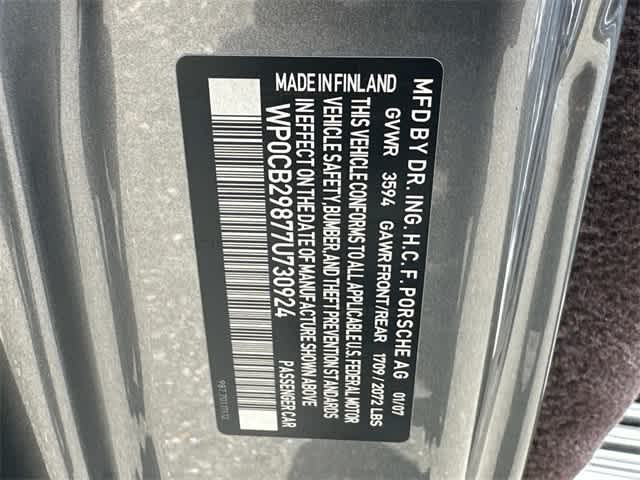 MFD BY DR. ING. H.C. F. PORSCHE AG 01/07
GVWR 3594 GAWR FRONT/REAR 1709 / 2072 LBS
THIS VEHICLE CONFORMS TO ALL APPLICABLE U.S. FEDERAL MOTOR
VEHICLE SAFETY, BUMPER, AND THEFT PREVENTION STANDARDS
IN EFFECT ON THE DATE OF MANUFACTURE SHOWN ABOVE
WP0CB29877U730924 PASSENGER CAR
MADE IN FINLAND